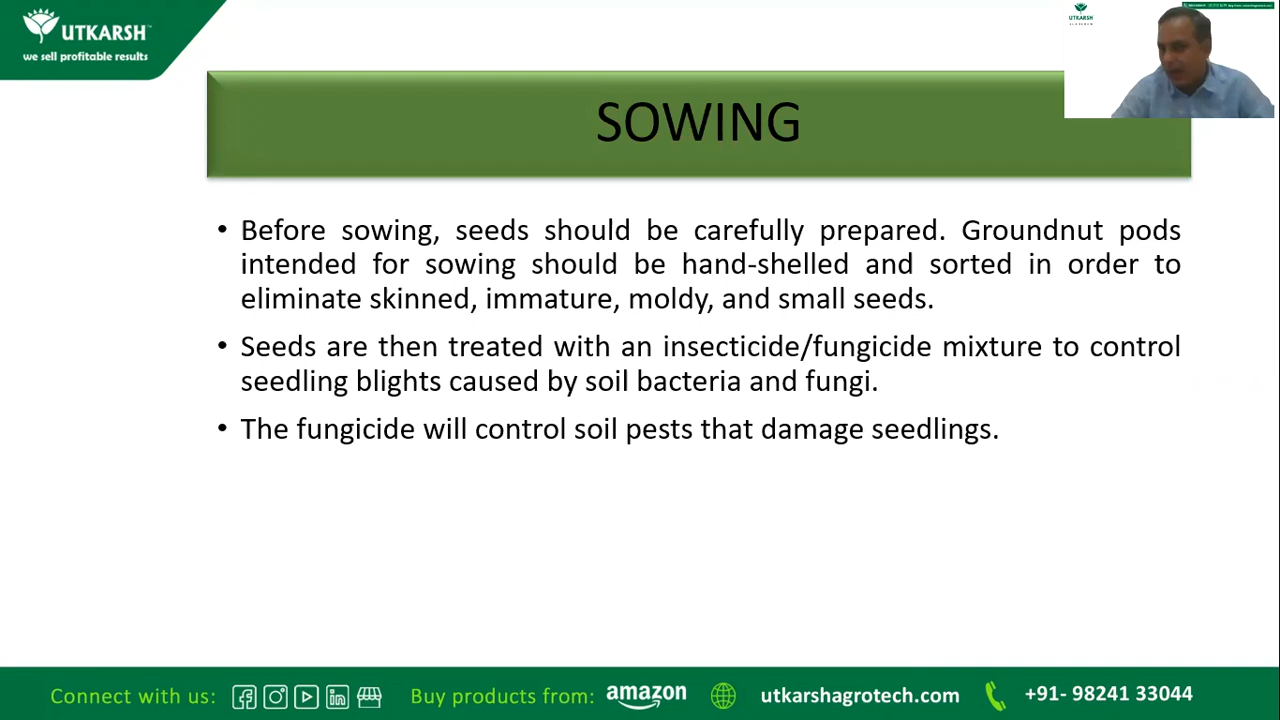 UTKARSH
we sell profitable results
UTKARSH
SOWING
• Before sowing, seeds should be carefully prepared. Groundnut pods
intended for sowing should be hand-shelled and sorted in order to
eliminate skinned, immature, moldy, and small seeds.
• Seeds are then treated with an insecticide/fungicide mixture to control
seedling blights caused by soil bacteria and fungi.
• The fungicide will control soil pests that damage seedlings.
Connect with us: Buy products from: amazon utkarshagrotech.com +91- 98241 33044